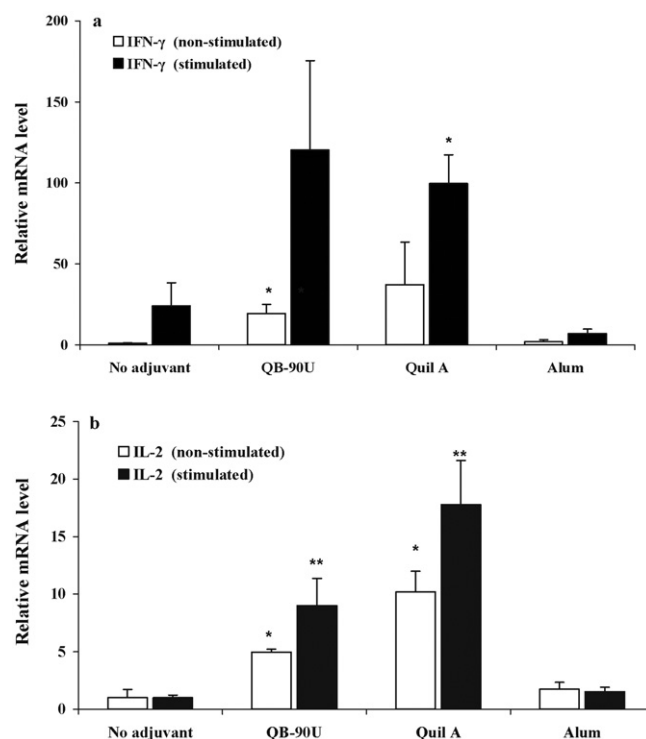 a
IFN-γ (non-stimulated)
IFN-γ (stimulated)
Relative mRNA level
200
150
100
50
0
*
*
*
No adjuvant QB-90U Quil A Alum
b
IL-2 (non-stimulated)
IL-2 (stimulated)
Relative mRNA level
25
20
15
10
5
0
*
**
*
**
No adjuvant QB-90U Quil A Alum